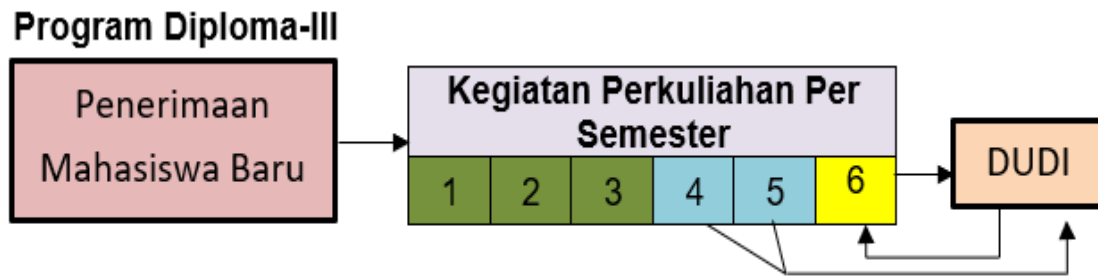 Program Diploma-III
Penerimaan
Mahasiswa Baru
Kegiatan Perkuliahan Per
Semester
1 2 3 4 5 6
DUDI